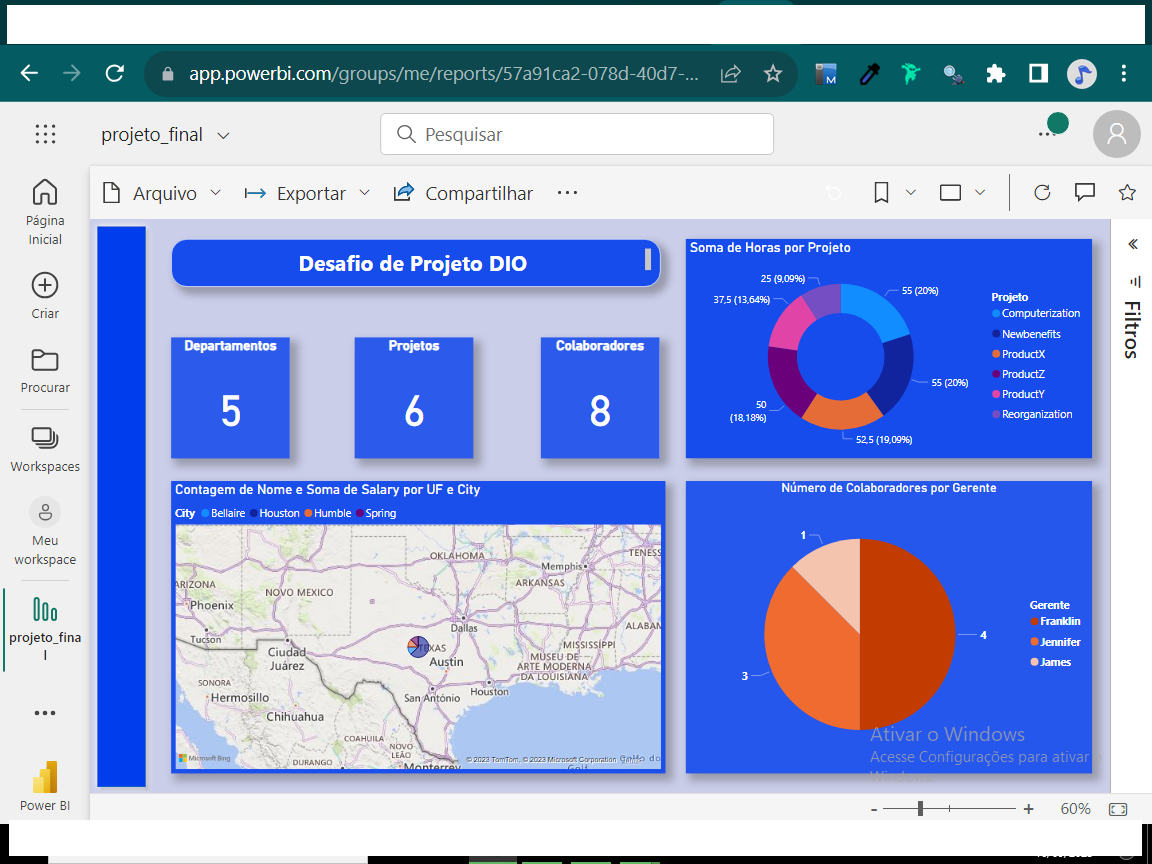 app.powerbi.com/groups/me/reports/57a91ca2-078d-40d7-...
projeto_final
Pesquisar
Arquivo
Exportar
Compartilhar
Página
Inicial
Criar
Procurar
Workspaces
Meu
workspace
projeto_fina
l
Power BI
Desafio de Projeto DIO
Departamentos
5
Projetos
6
Colaboradores
8
Soma de Horas por Projeto
25 (9,09%)
37,5 (13,64%)
50
(18,18%)
55 (20%)
55 (20%)
52,5 (19,09%)
Projeto
Computerization
Newbenefits
ProductX
ProductZ
ProductY
Reorganization
Filtros
Contagem de Nome e Soma de Salary por UF e City
City Bellaire Houston Humble Spring
OKLAHOMA
TENESS
Memphis
ARKANSAS
ARIZONA
NOVO MEXICO
Phoenix
Tucson
Dallas
ALABAN
Ciudad
Juárez
TEXAS
MISSISSÍPPI
Austin
MUSEU DE
ARTE MODERNA
DA LOUISIANA
SONORA
Hermosillo
San António
Houston
Chihuahua
COAHUILA
NOVO
LEÃO
DURANGO
Monterrey
Microsoft Bing
© 2023 TomTom, © 2023 Microsoft Corporation
Número de Colaboradores por Gerente
1
3
4
Gerente
Franklin
Jennifer
James
Ativar o Windows
Acesse Configurações para ativar
Windows
60%